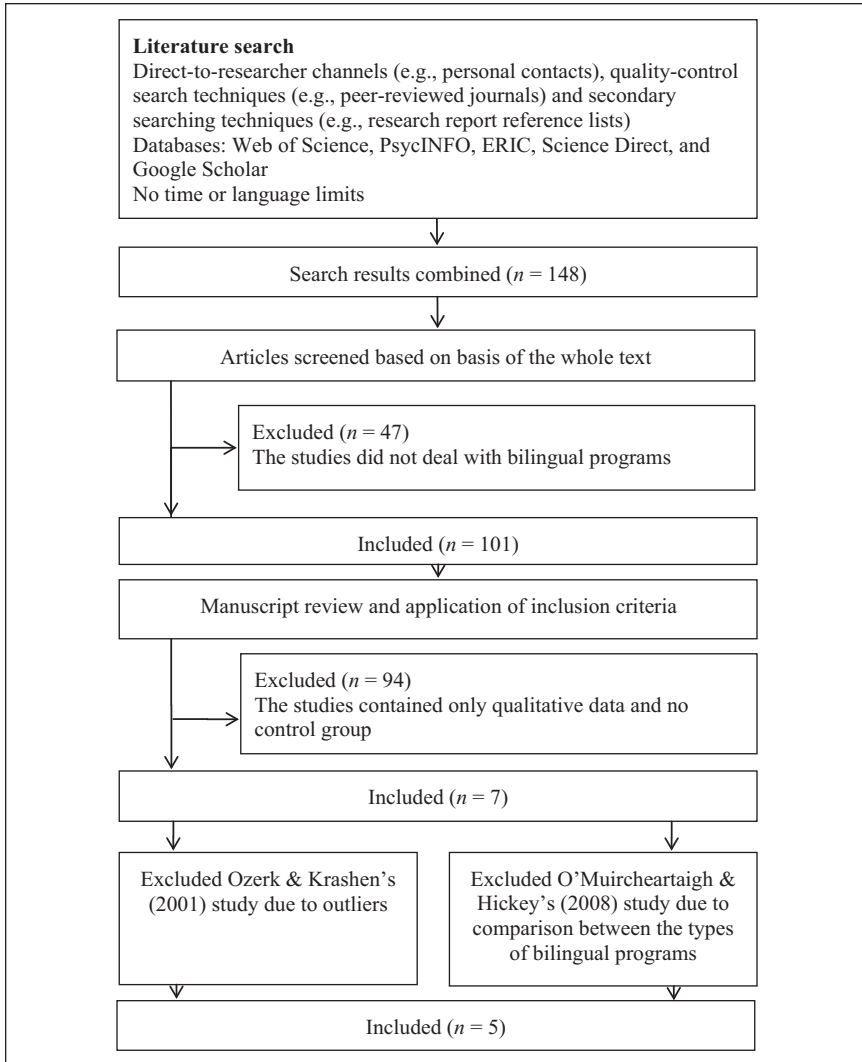 Literature search
Direct-to-researcher channels (e.g., personal contacts), quality-control
search techniques (e.g., peer-reviewed journals) and secondary
searching techniques (e.g., research report reference lists)
Databases: Web of Science, PsycINFO, ERIC, Science Direct, and
Google Scholar
No time or language limits
Search results combined (n = 148)
Articles screened based on basis of the whole text
Excluded (n = 47)
The studies did not deal with bilingual programs
Included (n = 101)
Manuscript review and application of inclusion criteria
Excluded (n = 94)
The studies contained only qualitative data and no
control group
Included (n = 7)
Excluded Ozerk & Krashen's
(2001) study due to outliers
Excluded O'Muircheartaigh &
Hickey's (2008) study due to
comparison between the types
of bilingual programs
Included (n = 5)